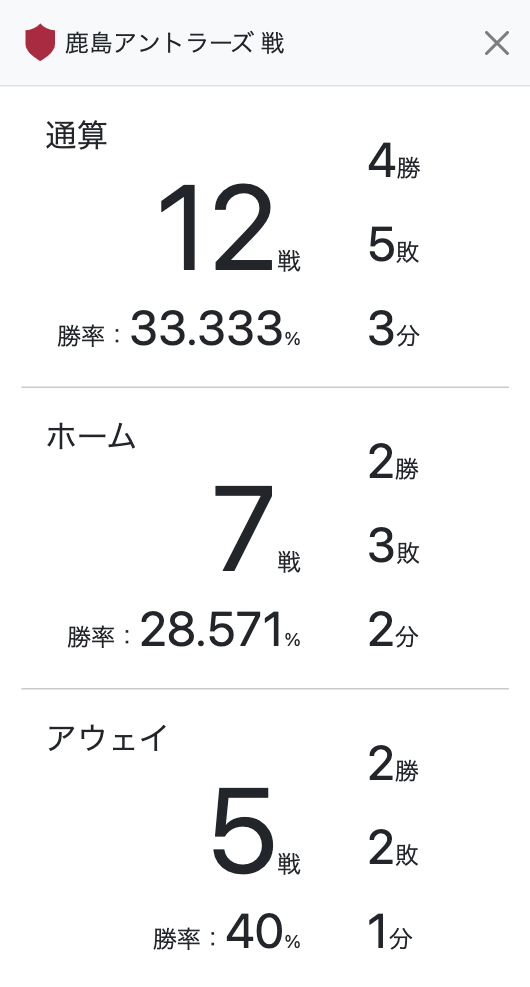 鹿島アントラーズ 戦
通算
4勝
12戦
5敗
勝率：33.333%
3分
ホーム
2勝
7戦
3敗
勝率：28.571%
2分
アウェイ
2勝
5戦
2敗
勝率：40%
1分